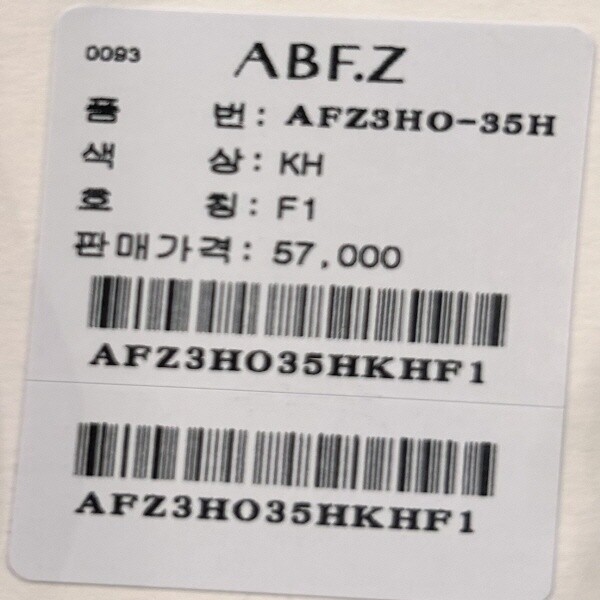 0093 ABF.Z
품 번: AFZ3HO-35H
색 상: KH
호 칭: F1
판매가격: 57,000
AFZ3HO35HKHF1
AFZ3HO35HKHF1